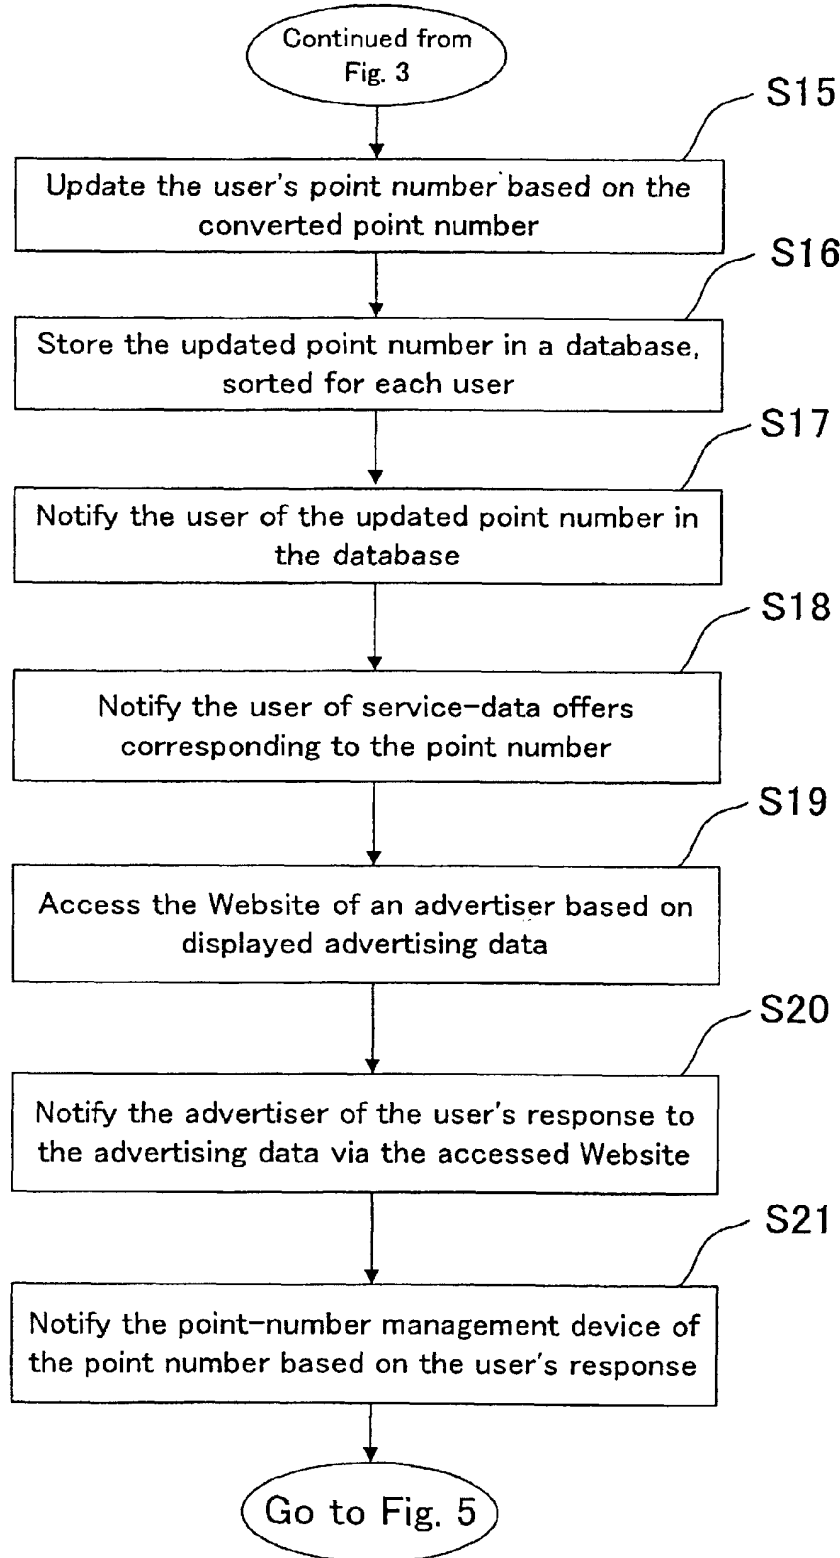 Continued from
Fig. 3
S15
Update the user's point number based on the
converted point number
S16
Store the updated point number in a database,
sorted for each user
S17
Notify the user of the updated point number in
the database
S18
Notify the user of service-data offers
corresponding to the point number
S19
Access the Website of an advertiser based on
displayed advertising data
S20
Notify the advertiser of the user's response to
the advertising data via the accessed Website
S21
Notify the point-number management device of
the point number based on the user's response
Go to Fig. 5